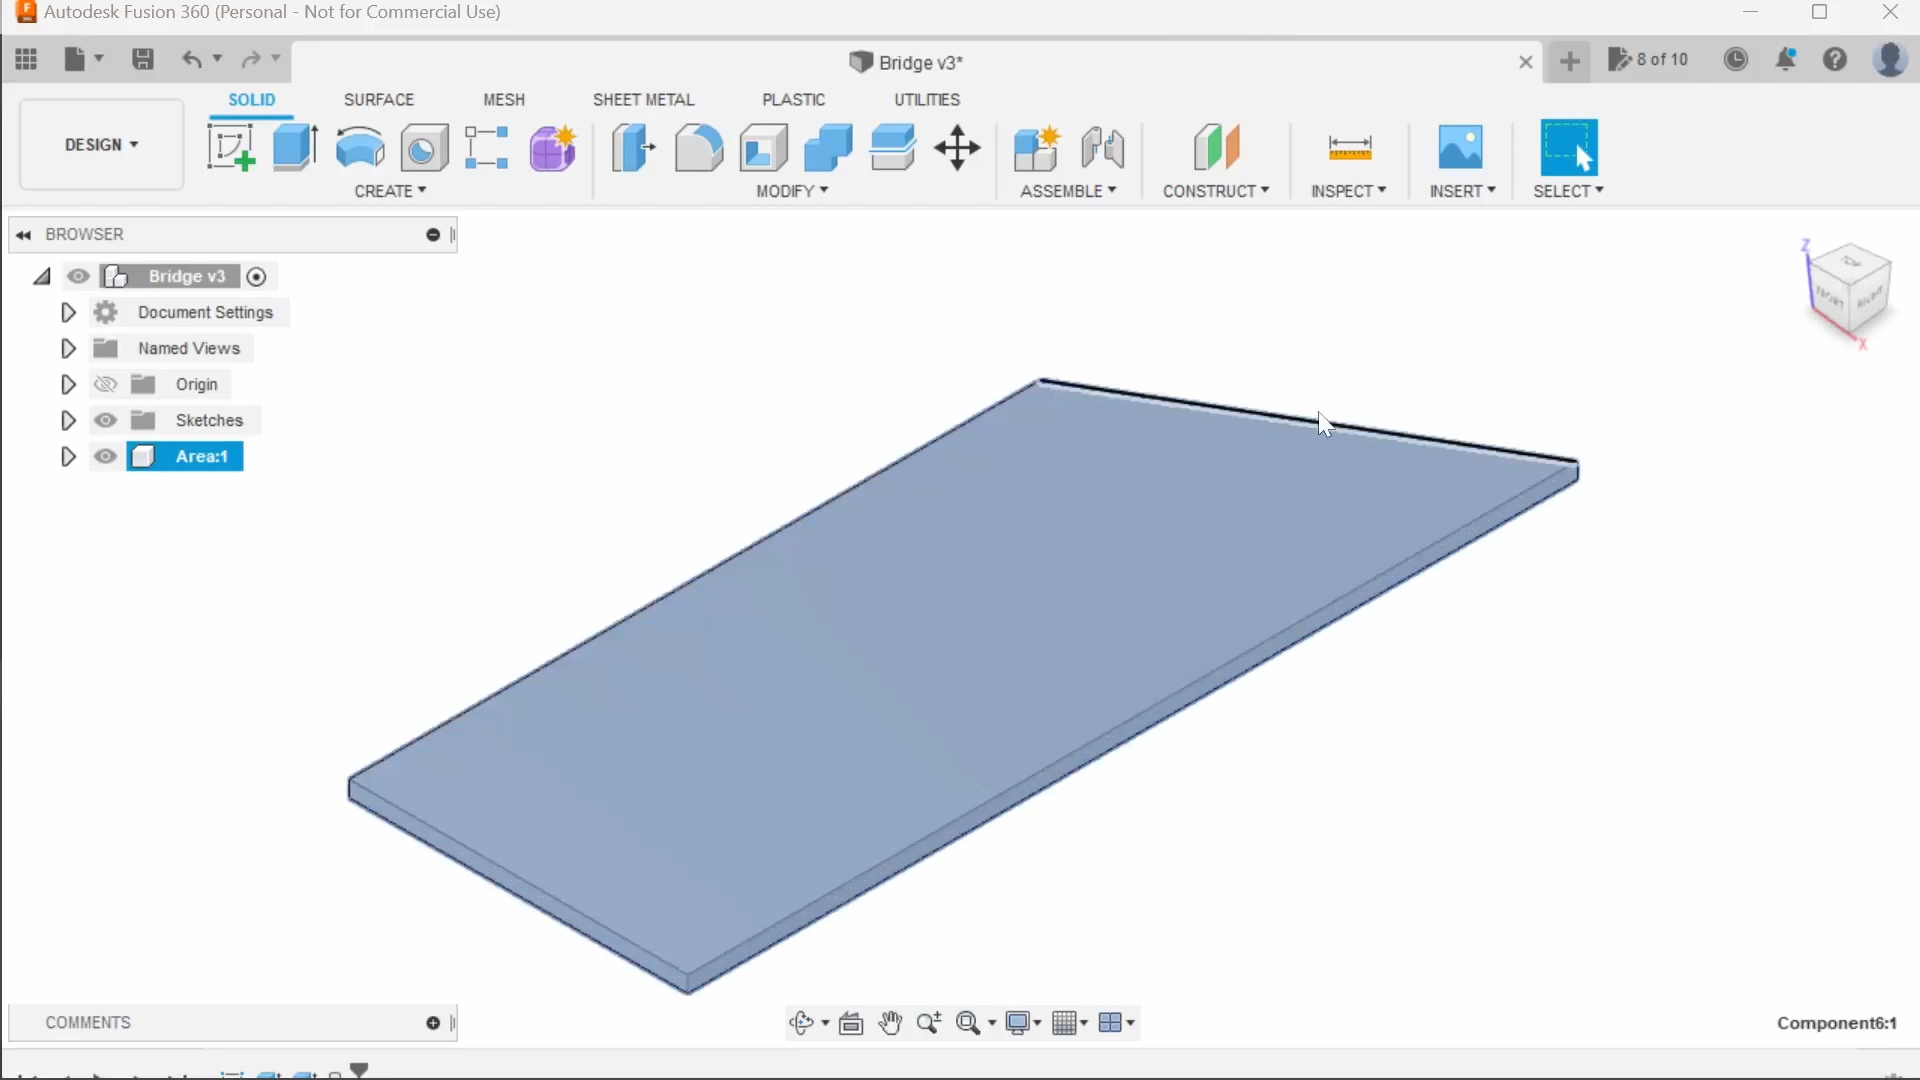 Autodesk Fusion 360 (Personal - Not for Commercial Use)
Bridge v3*
8 of 10
SOLID SURFACE MESH SHEET METAL PLASTIC UTILITIES
DESIGN
CREATE MODIFY ASSEMBLE CONSTRUCT INSPECT INSERT SELECT
BROWSER
Bridge v3
Document Settings
Named Views
Origin
Sketches
Area:1
Z
FRONT RIGHT
X
COMMENTS
Component6:1